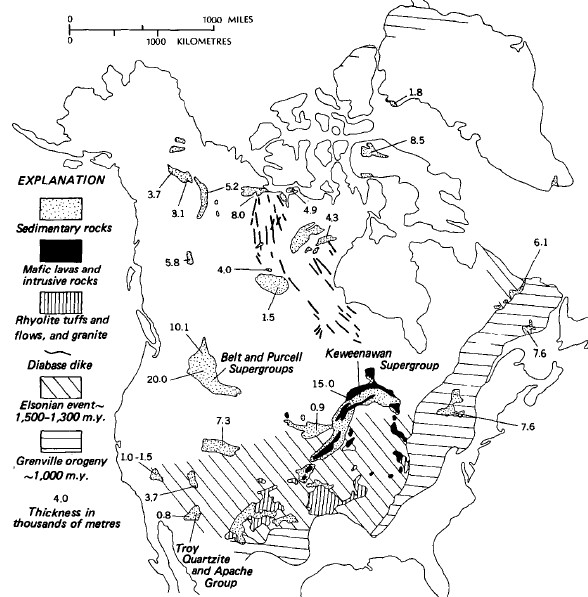 0 1000 MILES
0 1000
KILOMETRES
1.8
8.5
EXPLANATION
3.7
3.1
5.2
8.0
4.9
4.3
Sedimentary rocks
5.8
4.0
6.1
Mafic lavas and
intrusive rocks
1.5
Rhyolite tuffs and
flows, and granite
10.1
Belt and Purcell
Supergroups
Keweenawan
Supergroup
7.6
Diabase dike
20.0
15.0
Elsonian event~
1,500-1,300 m.y.
7.3
0.9
7.6
Grenville orogeny
~1,000 m.y.
1.0-1.5
3.7
4.0
Thickness in
thousands of metres
0.8
Troy
Quartzite
and Apache
Group